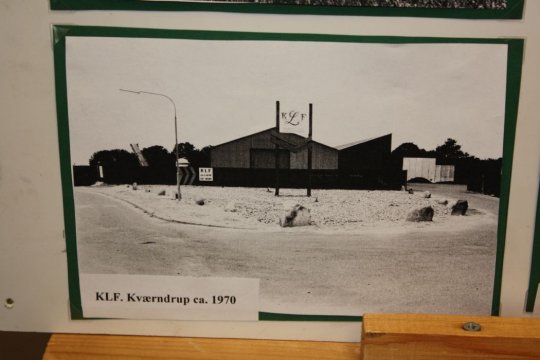 K L F
KLF
KLF. Kværndrup ca. 1970